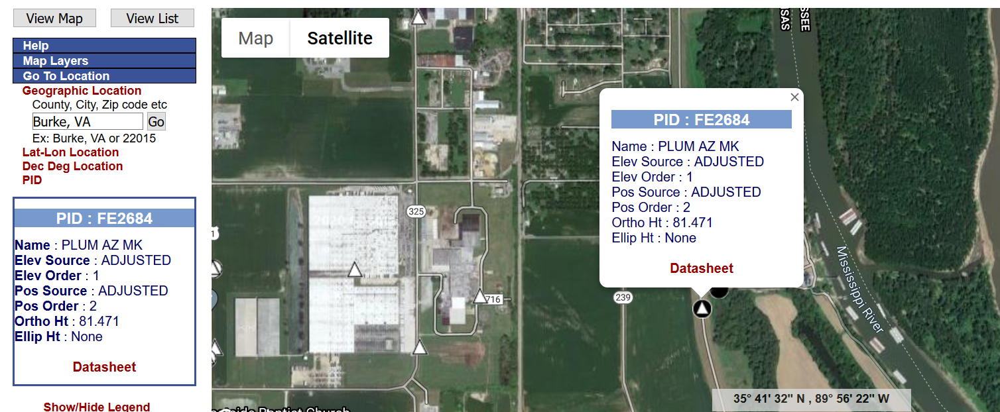 View Map
View List
Help
Map Layers
Go To Location
Geographic Location
County, City, Zip code etc
Burke, VA
Go
Ex: Burke, VA or 22015
Lat-Lon Location
Dec Deg Location
PID
PID : FE2684
Name : PLUM AZ MK
Elev Source : ADJUSTED
Elev Order : 1
Pos Source : ADJUSTED
Pos Order : 2
Ortho Ht : 81.471
Ellip Ht : None
Datasheet
Show/Hide Legend
Map
Satellite
SAS
SSEE
PID : FE2684
Name : PLUM AZ MK
Elev Source : ADJUSTED
Elev Order : 1
Pos Source : ADJUSTED
Pos Order : 2
Ortho Ht : 81.471
Ellip Ht : None
Datasheet
325
1
716
239
Mississippi River
35° 41' 32" N , 89° 56' 22" W
Baptist Church